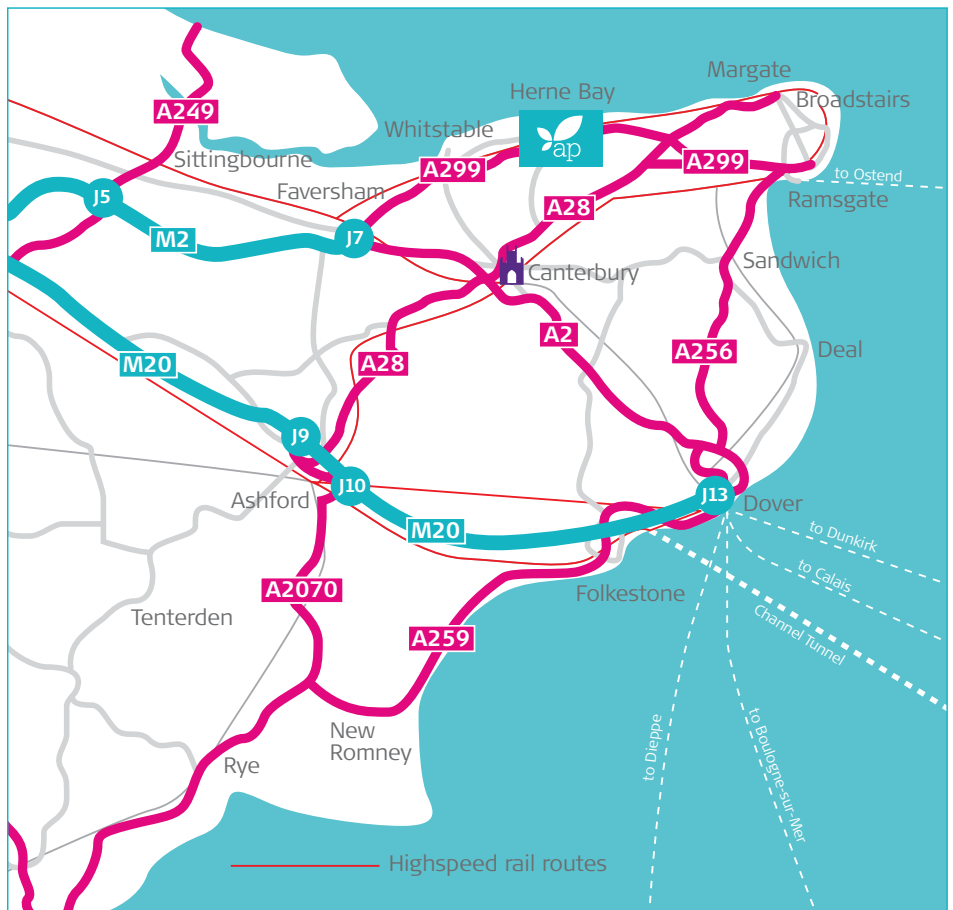 Margate
Herne Bay
Broadstairs
A249
Whitstable
ap
Sittingbourne
A299
A299
to Ostend
Faversham
J5
Ramsgate
A28
M2
J7
Sandwich
Canterbury
A2
A256
Deal
M20
A28
J9
J10
Ashford
J13
Dover
M20
to Dunkirk
to Calais
A2070
Folkestone
Channel Tunnel
Tenterden
A259
New
Romney
to Dieppe
to Boulogne-sur-Mer
Rye
Highspeed rail routes